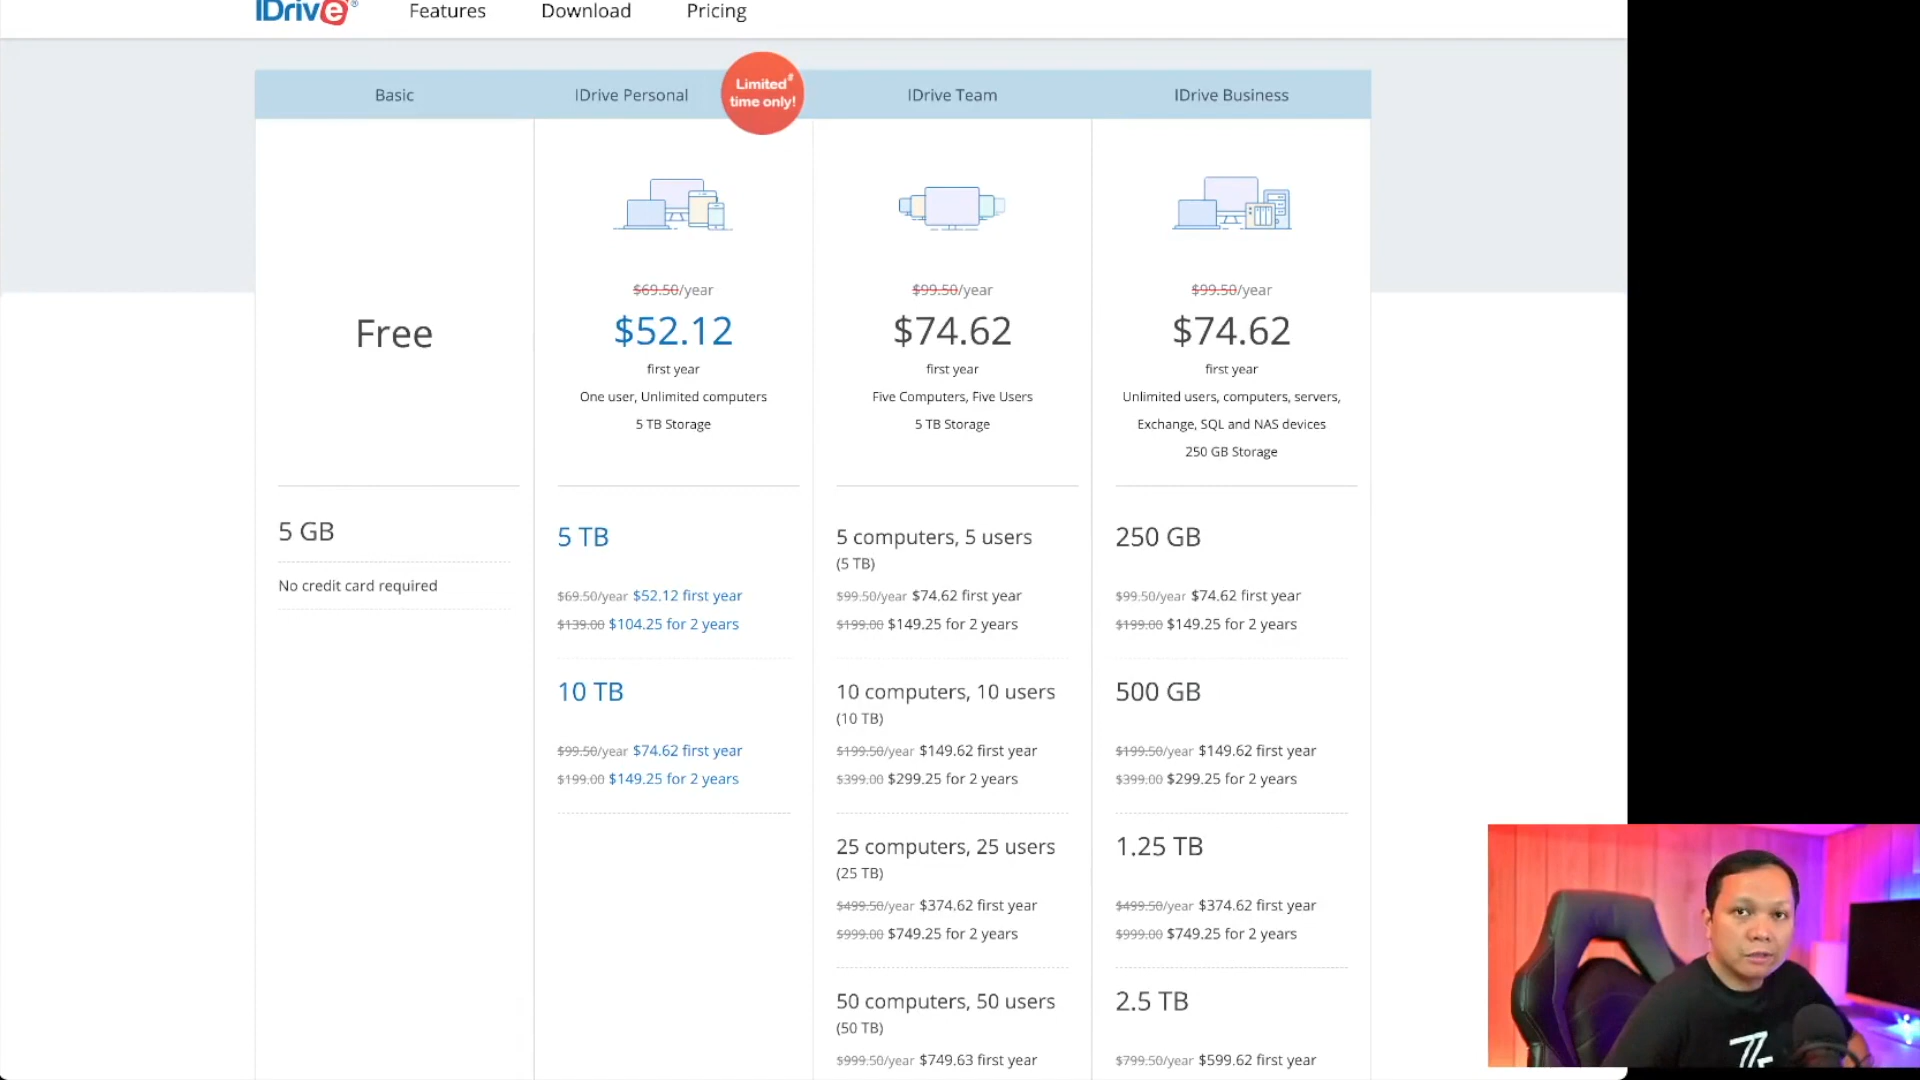 IDrive®
Features
Download
Pricing
Basic
IDrive Personal
Limited#
time only!
IDrive Team
IDrive Business
Free
$69.50/year
$52.12
first year
One user, Unlimited computers
5 TB Storage
$99.50/year
$74.62
first year
Five Computers, Five Users
5 TB Storage
$99.50/year
$74.62
first year
Unlimited users, computers, servers,
Exchange, SQL and NAS devices
250 GB Storage
5 GB
No credit card required
5 TB
$69.50/year $52.12 first year
$139.00 $104.25 for 2 years
10 TB
$99.50/year $74.62 first year
$199.00 $149.25 for 2 years
5 computers, 5 users
(5 TB)
$99.50/year $74.62 first year
$199.00 $149.25 for 2 years
10 computers, 10 users
(10 TB)
$199.50/year $149.62 first year
$399.00 $299.25 for 2 years
25 computers, 25 users
(25 TB)
$499.50/year $374.62 first year
$999.00 $749.25 for 2 years
50 computers, 50 users
(50 TB)
$999.50/year $749.63 first year
250 GB
$99.50/year $74.62 first year
$199.00 $149.25 for 2 years
500 GB
$199.50/year $149.62 first year
$399.00 $299.25 for 2 years
1.25 TB
$499.50/year $374.62 first year
$999.00 $749.25 for 2 years
2.5 TB
$799.50/year $599.62 first year